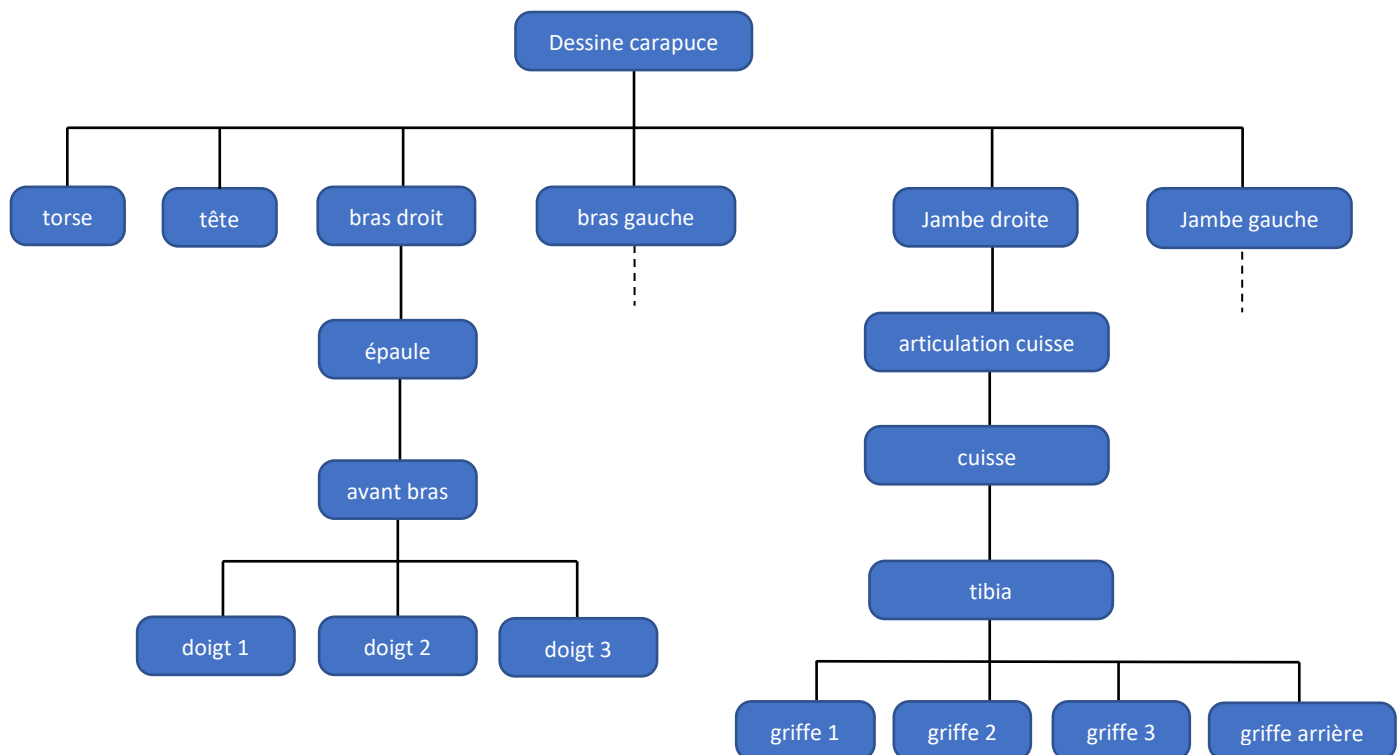 Dessine carapuce
torse
tête
bras droit
bras gauche
Jambe droite
Jambe gauche
épaule
articulation cuisse
cuisse
avant bras
tibia
doigt 1
doigt 2
doigt 3
griffe 1
griffe 2
griffe 3
griffe arrière